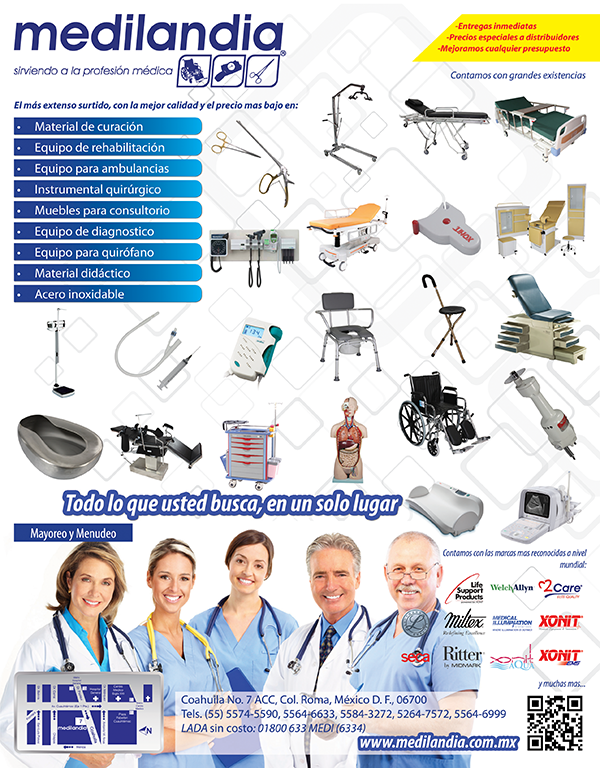 medilandia®
sirviendo a la profesión médica
-Entregas inmediatas
-Precios especiales a distribuidores
-Mejoramos cualquier presupuesto
Contamos con grandes existencias
El más extenso surtido, con la mejor calidad y el precio mas bajo en:
• Material de curación
• Equipo de rehabilitación
• Equipo para ambulancias
• Instrumental quirúrgico
• Muebles para consultorio
• Equipo de diagnostico
• Equipo para quirófano
• Material didáctico
• Acero inoxidable
Todo lo que usted busca, en un solo lugar
Mayoreo y Menudeo
Contamos con las marcas mas reconocidas a nivel
mundial:
Life
Support
Products
WelchAllyn
2Care
Miltex
Redefining Excellence
MEDICAL
ILLUMINATION
XONIT
seca
Ritter
by MIDMARK
XONIT
y muchas mas...
medilandia
Coahuila No. 7 ACC, Col. Roma, México D. F., 06700
Tels. (55) 5574-5590, 5564-6633, 5584-3272, 5264-7572, 5564-6999
LADA sin costo: 01800 633 MEDI (6334)
www.medilandia.com.mx